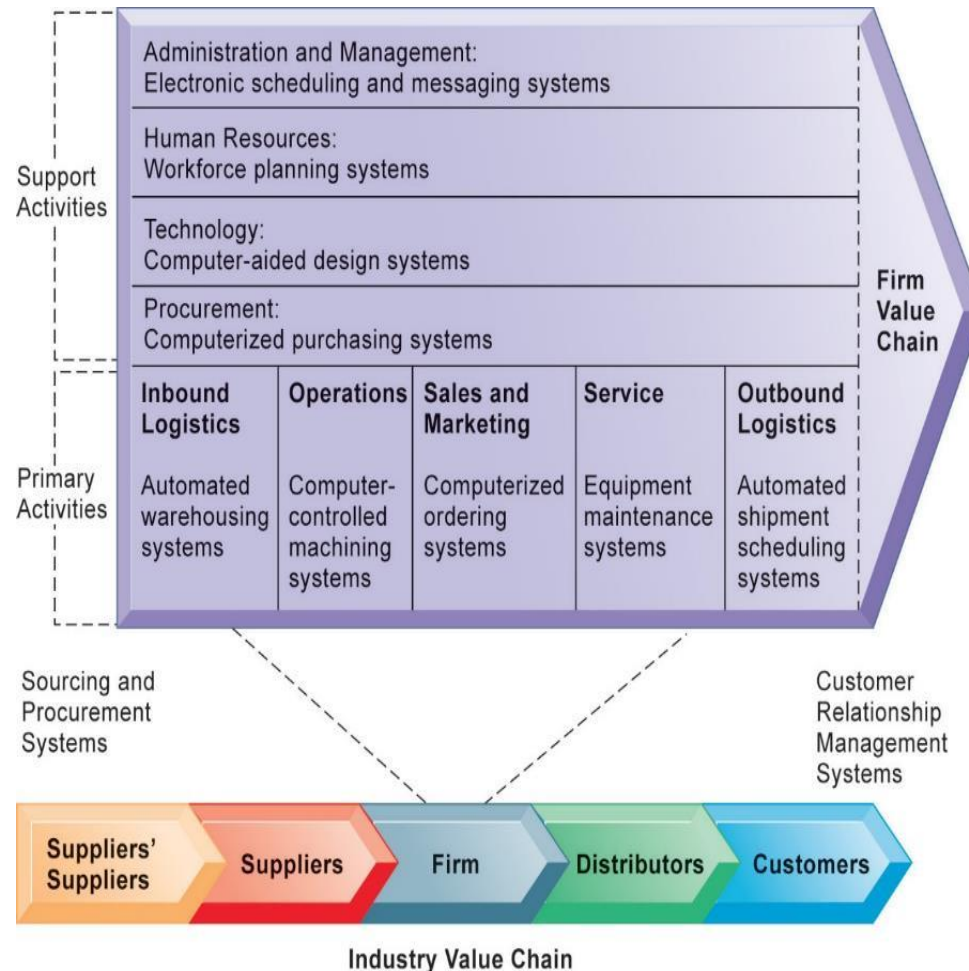 Administration and Management:
Electronic scheduling and messaging systems
Human Resources:
Workforce planning systems
Support
Activities
Technology:
Computer-aided design systems
Firm
Value
Chain
Procurement:
Computerized purchasing systems
Primary
Activities
Inbound
Logistics
Automated
warehousing
systems
Operations
Computer-
controlled
machining
systems
Sales and
Marketing
Computerized
ordering
systems
Service
Equipment
maintenance
systems
Outbound
Logistics
Automated
shipment
scheduling
systems
Sourcing and
Procurement
Systems
Customer
Relationship
Management
Systems
Suppliers'
Suppliers
Suppliers
Firm
Distributors
Customers
Industry Value Chain